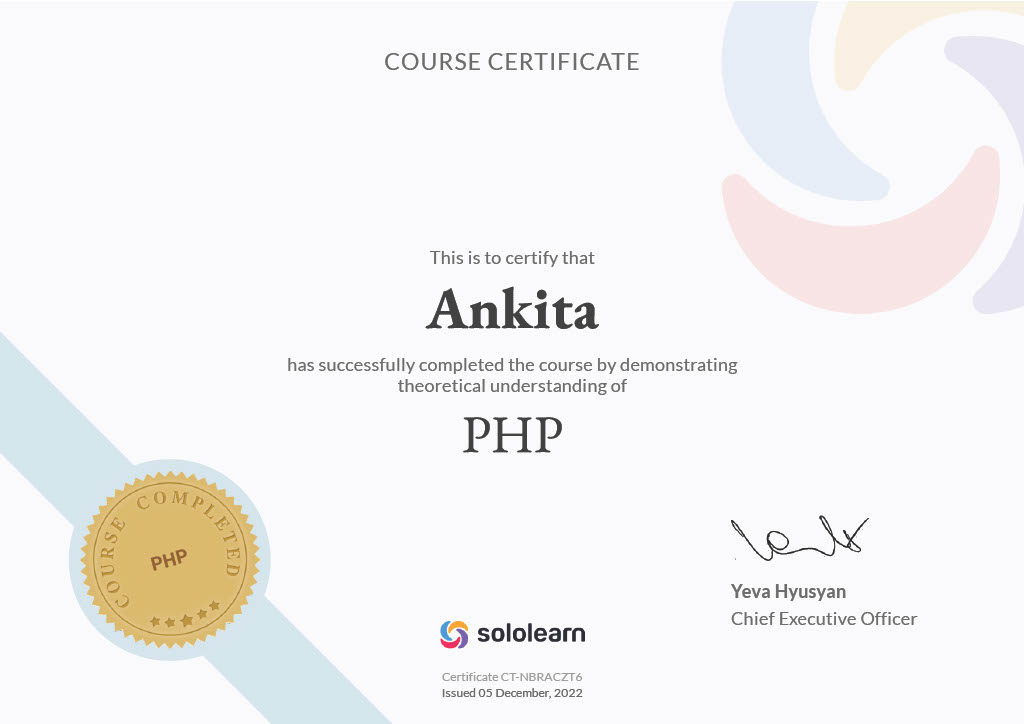 COURSE CERTIFICATE
This is to certify that
Ankita
has successfully completed the course by demonstrating
theoretical understanding of
PHP
COURSE COMPLETED
PHP
Yeva Hyusyan
Chief Executive Officer
sololearn
Certificate CT-NBRACZT6
Issued 05 December, 2022